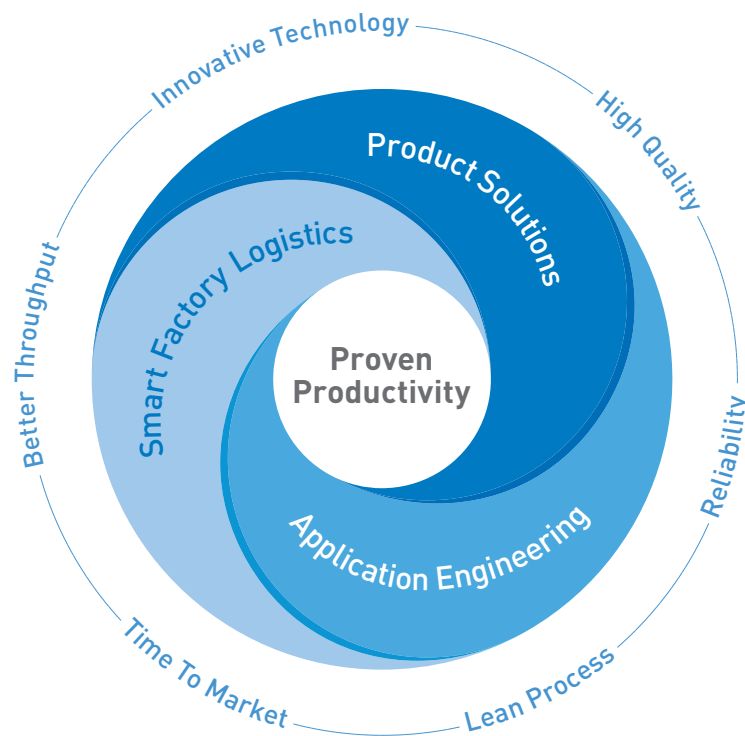 Innovative Technology
High Quality
Reliability
Lean Process
Time To Market
Better Throughput
Product Solutions
Application Engineering
Smart Factory Logistics
Proven
Productivity